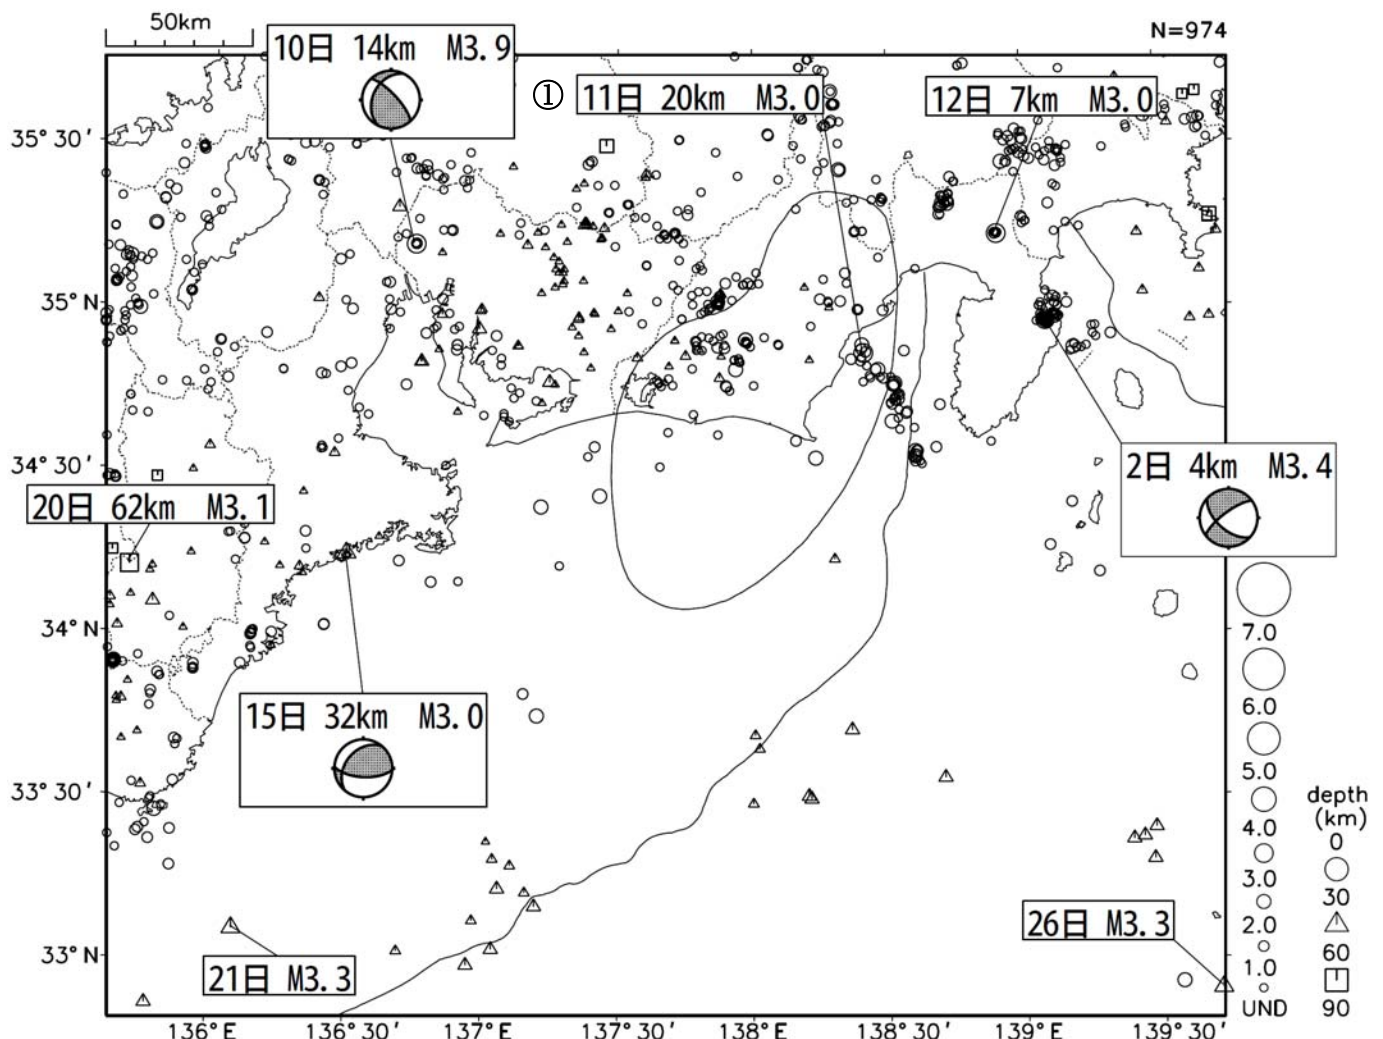 50km
N=974
10日 14km M3.9
① 11日 20km M3.0
12日 7km M3.0
35°30′
35°N
34°30′
34°N
33°30′
33°N
2日 4km M3.4
20日 62km M3.1
15日 32km M3.0
21日 M3.3
26日 M3.3
7.0
6.0
5.0
4.0
3.0
2.0
1.0
UND
depth
(km)
0
30
60
90
136°E
136°30′
137°E
137°30′
138°E
138°30′
139°E
139°30′